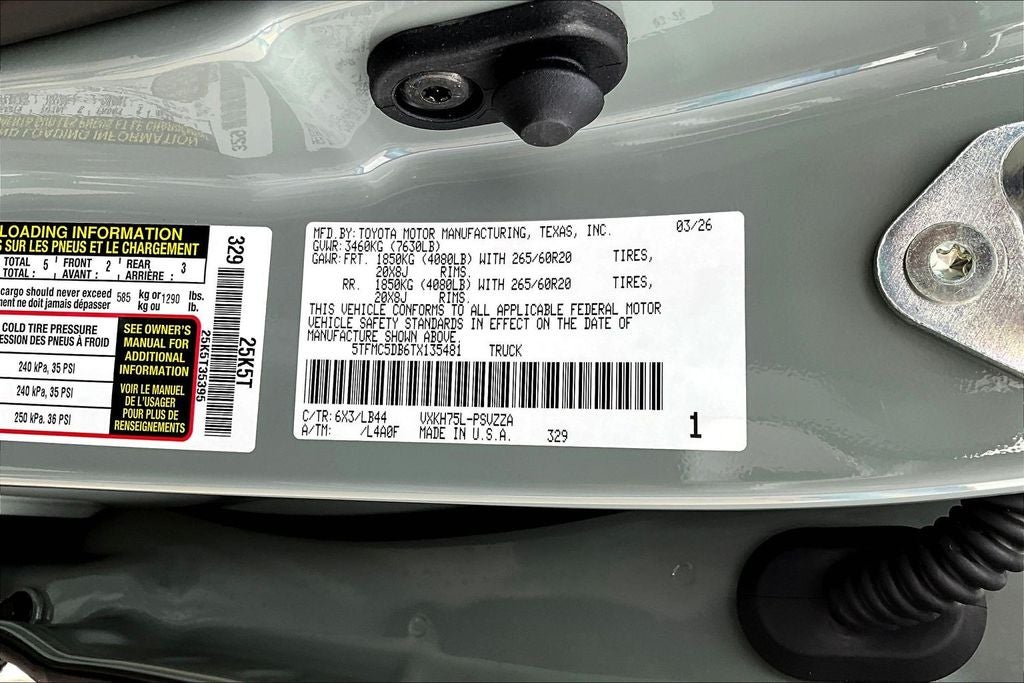 LOADING INFORMATION
S SUR LES PNEUS ET LE CHARGEMENT
TOTAL : 5 FRONT 2 REAR 3
TOTAL : AVANT : ARRIÈRE :
cargo should never exceed 585 kg or 1290 lbs.
ment ne doit jamais dépasser kg ou lb.
COLD TIRE PRESSURE
ESSION DES PNEUS À FROID
240 kPa, 35 PSI
240 kPa, 35 PSI
250 kPa, 36 PSI
SEE OWNER'S
MANUAL FOR
ADDITIONAL
INFORMATION
VOIR LE MANUEL
DE L'USAGER
POUR PLUS DE
RENSEIGNEMENTS
329
25K5T35395
25K5T
MFD.BY: TOYOTA MOTOR MANUFACTURING, TEXAS, INC. 03/26
GVWR: 3460KG (7630LB)
GAWR: FRT. 1850KG (4080LB) WITH 265/60R20 TIRES,
20X8J RIMS.
RR. 1850KG (4080LB) WITH 265/60R20 TIRES,
20X8J RIMS.
THIS VEHICLE CONFORMS TO ALL APPLICABLE FEDERAL MOTOR
VEHICLE SAFETY STANDARDS IN EFFECT ON THE DATE OF
MANUFACTURE SHOWN ABOVE.
5TFMC5DB6TX135481 TRUCK
C/TR: 6X3/LB44 VXKH75L-PSVZZA
A/TM: /L4A0F MADE IN U.S.A. 329
1